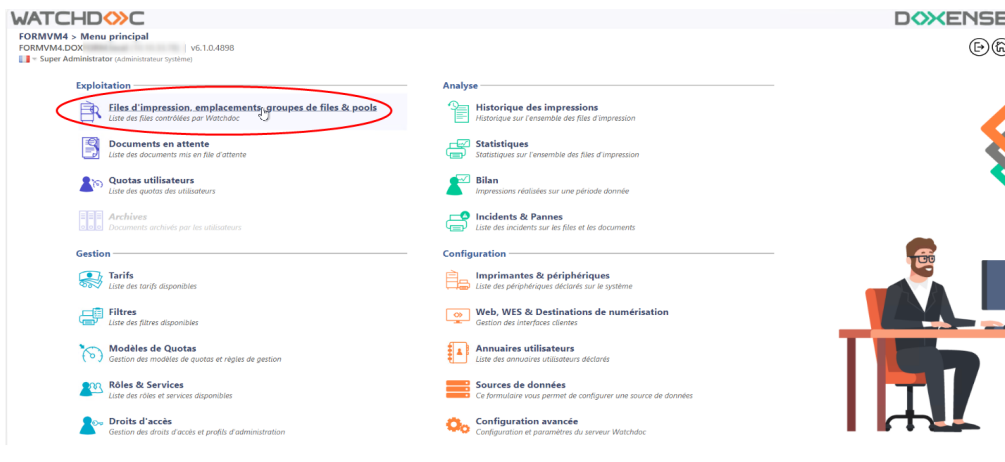 WATCHDOC
DOXENSE
FORMVM4 > Menu principal
FORMVM4.DOX | v6.1.0.4898
Super Administrator (Administrateur Système)
Exploitation
Files d'impression, emplacements, groupes de files & pools
Liste des files contrôlées par Watchdoc
Documents en attente
Liste des documents mis en file d'attente
Quotas utilisateurs
Liste des quotas des utilisateurs
Archives
Documents archivés par les utilisateurs
Analyse
Historique des impressions
Historique sur l'ensemble des files d'impression
Statistiques
Statistiques sur l'ensemble des files d'impression
Bilan
Impressions réalisées sur une période donnée
Incidents & Pannes
Liste des incidents sur les files et les documents
Gestion
Tarifs
Liste des tarifs disponibles
Filtres
Liste des filtres disponibles
Modèles de Quotas
Gestion des modèles de quotas et règles de gestion
Rôles & Services
Liste des rôles et services disponibles
Droits d'accès
Gestion des droits d'accès et profils d'administration
Configuration
Imprimantes & périphériques
Liste des périphériques déclarés sur le système
Web, WES & Destinations de numérisation
Gestion des interfaces clientes
Annuaires utilisateurs
Liste des annuaires utilisateurs déclarés
Sources de données
Ce formulaire vous permet de configurer une source de données
Configuration avancée
Configuration et paramètres du serveur Watchdoc